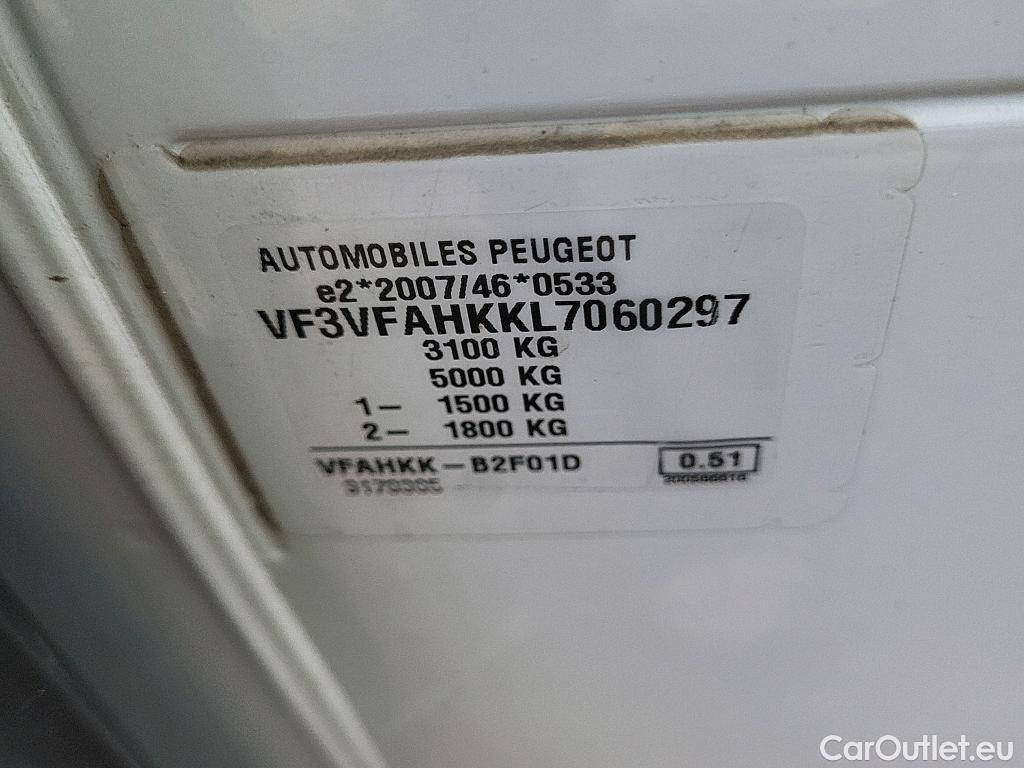 AUTOMOBILES PEUGEOT
e2*2007/46*0533
VF3VFAHKKL7060297
3100 KG
5000 KG
1- 1500 KG
2- 1800 KG
VFAHKK-B2F01D 0.51
CarOutlet.eu